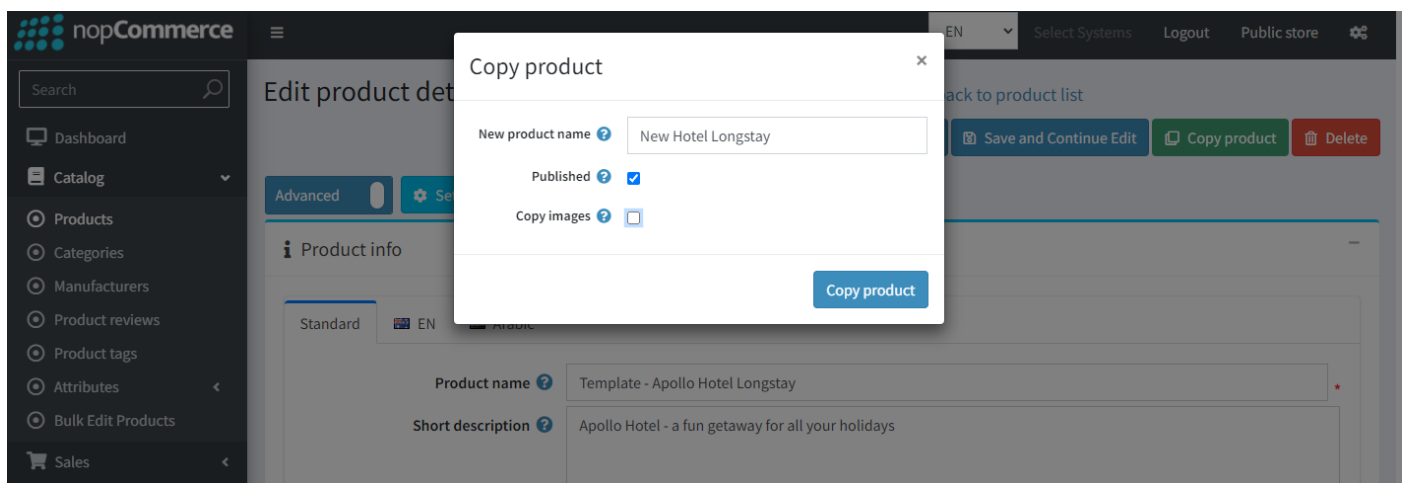 nopCommerce
EN
Select Systems
Logout
Public store
Search
Edit product det
back to product list
Save and Continue Edit
Copy product
Delete
Dashboard
Catalog
Products
Categories
Manufacturers
Product reviews
Product tags
Attributes
Bulk Edit Products
Sales
Advanced
Se
Product info
Standard
EN
Arabic
Product name ?
Template - Apollo Hotel Longstay
*
Short description ?
Apollo Hotel - a fun getaway for all your holidays
Copy product
×
New product name ?
New Hotel Longstay
Published ?
Copy images ?
Copy product